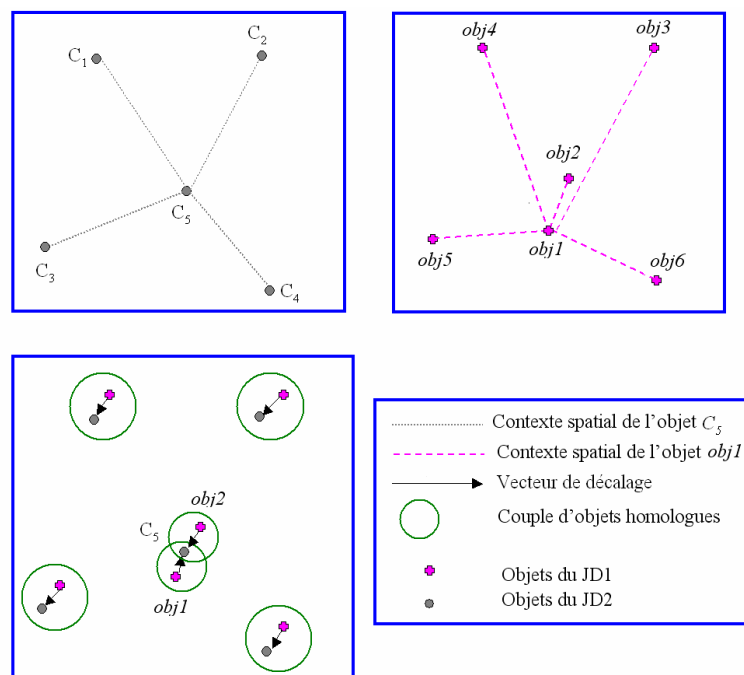 C1
C2
C5
C3
C4
obj4
obj3
obj2
obj5
obj1
obj6
obj2
C5
obj1
Contexte spatial de l'objet C5
Contexte spatial de l'objet obj1
Vecteur de décalage
Couple d'objets homologues
Objets du JD1
Objets du JD2